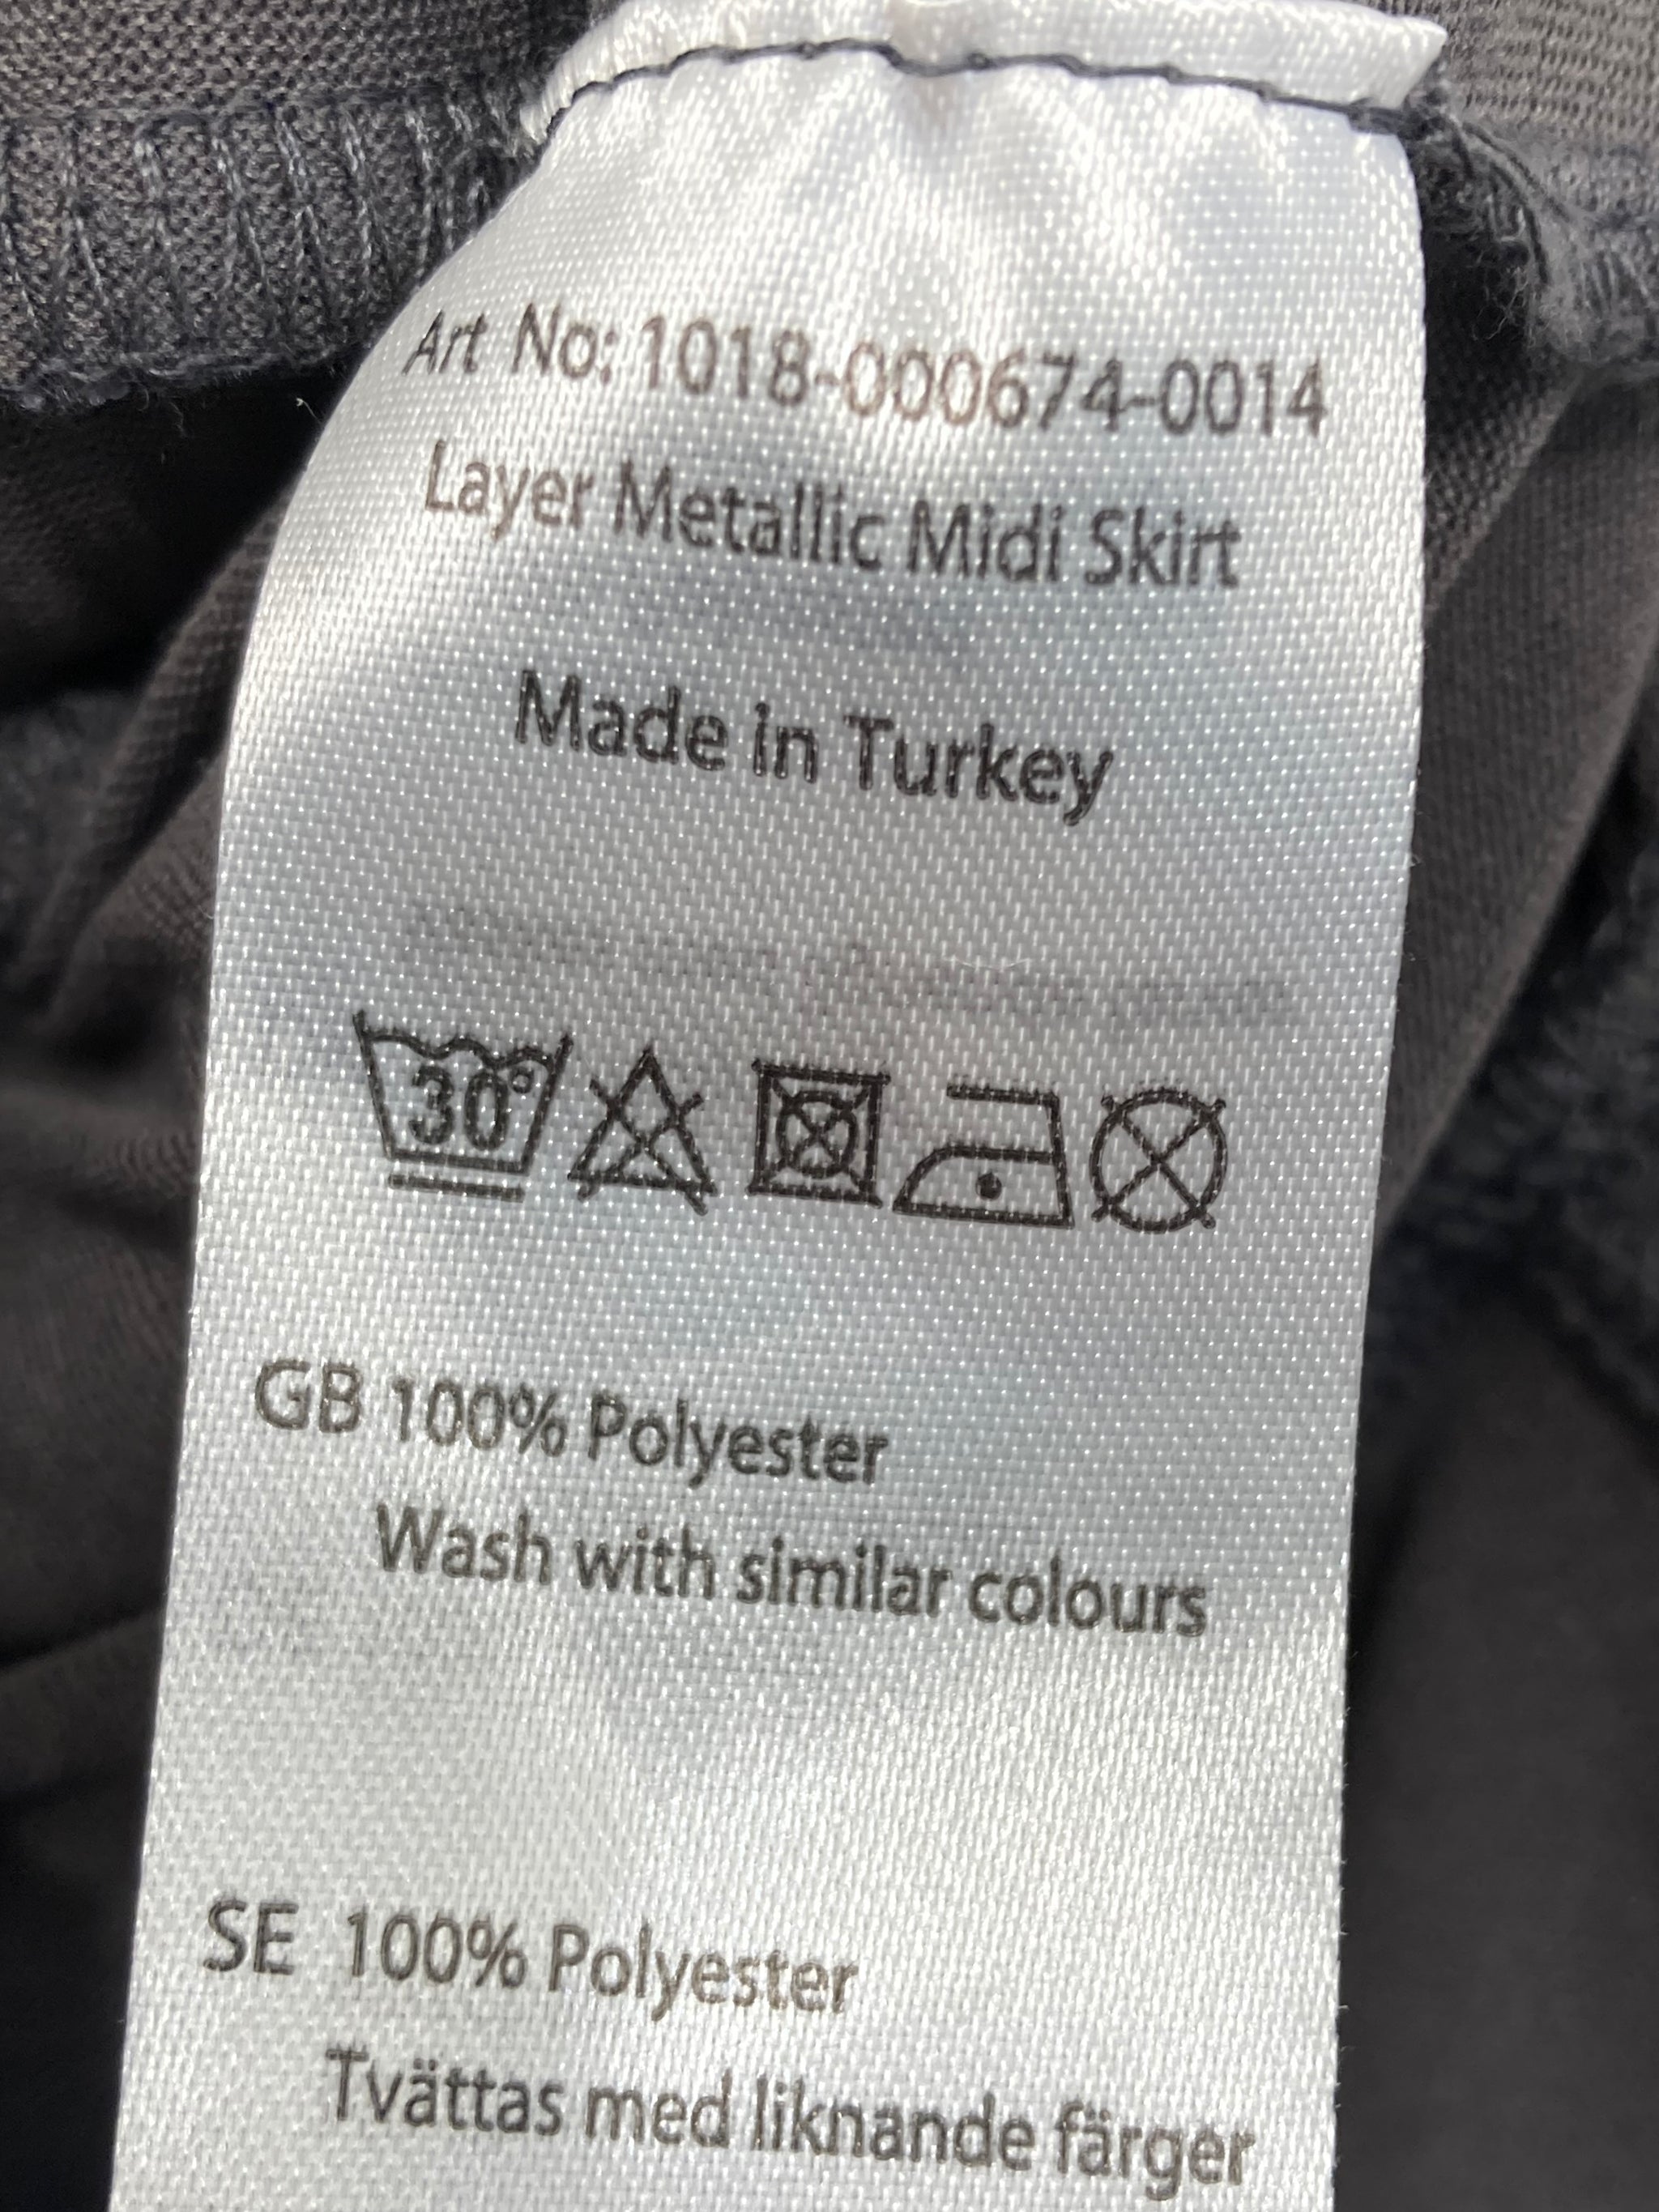 Art No: 1018-000674-0014
Layer Metallic Midi Skirt
Made in Turkey
30°
GB 100% Polyester
Wash with similar colours
SE 100% Polyester
Tvättas med liknande färger